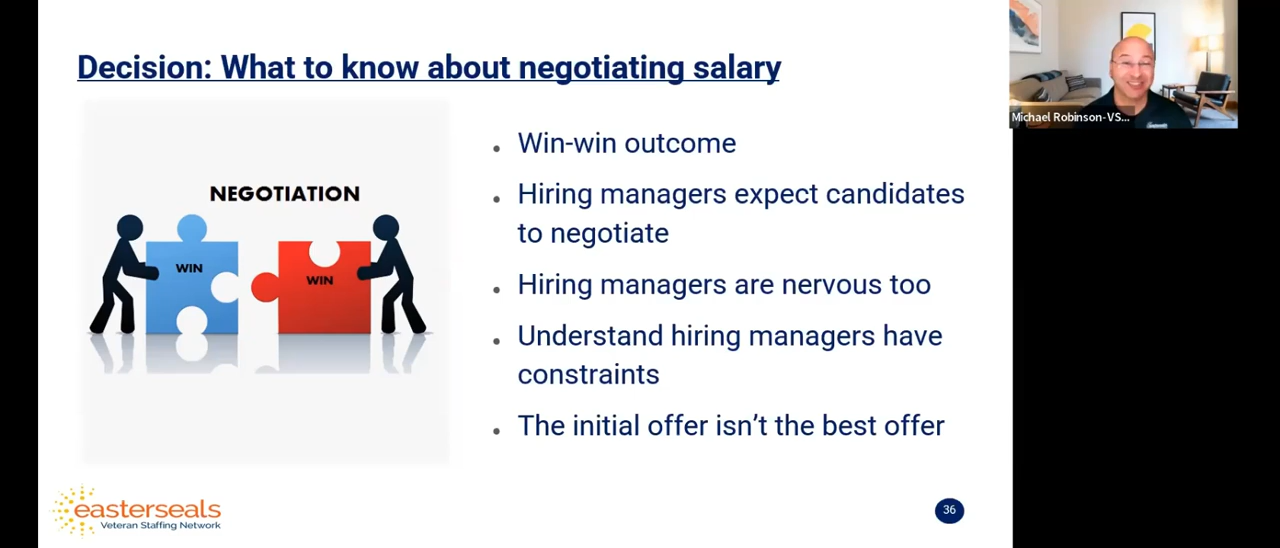 Decision: What to know about negotiating salary
Michael Robinson-VS...
NEGOTIATION
WIN
WIN
Win-win outcome
Hiring managers expect candidates
to negotiate
Hiring managers are nervous too
Understand hiring managers have
constraints
The initial offer isn’t the best offer
easterseals
Veteran Staffing Network
36